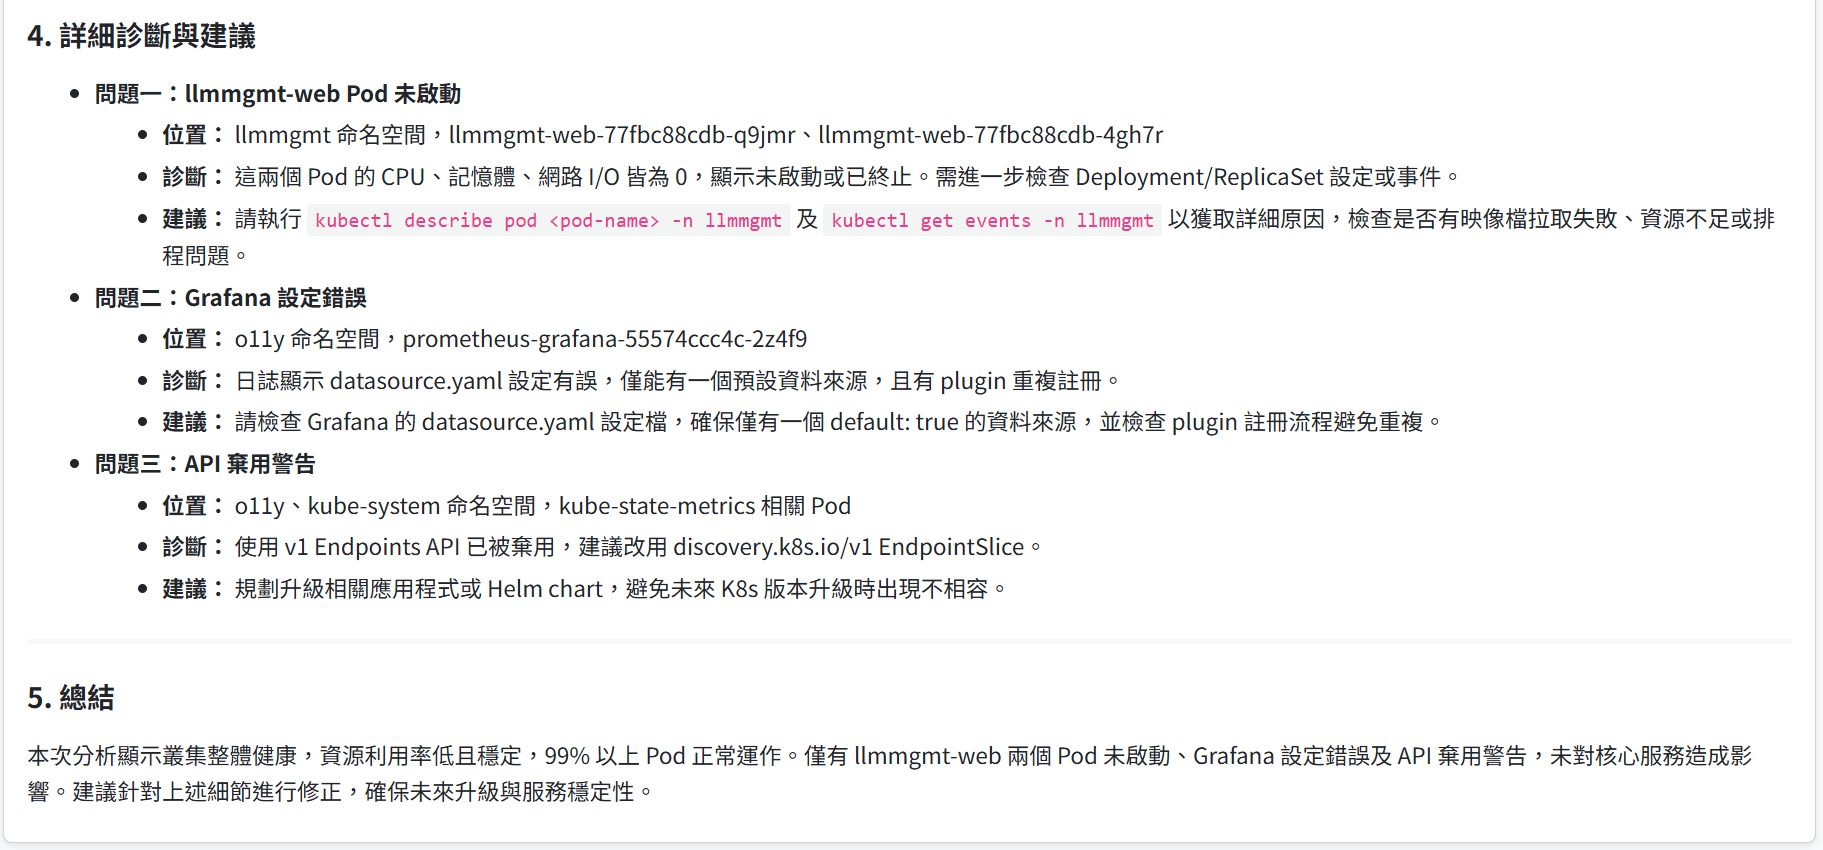 4. 詳細診斷與建議
問題一：llmmgmt-web Pod 未啟動
位置： llmmgmt 命名空間，llmmgmt-web-77fbc88cdb-q9jmr、llmmgmt-web-77fbc88cdb-4gh7r
診斷： 這兩個 Pod 的 CPU、記憶體、網路 I/O 皆為 0，顯示未啟動或已終止。需進一步檢查 Deployment/ReplicaSet 設定或事件。
建議： 請執行 kubectl describe pod <pod-name> -n llmmgmt 及 kubectl get events -n llmmgmt 以獲取詳細原因，檢查是否有映像檔拉取失敗、資源不足或排
程問題。
問題二：Grafana 設定錯誤
位置： o11y 命名空間，prometheus-grafana-55574ccc4c-2z4f9
診斷： 日誌顯示 datasource.yaml 設定有誤，僅能有一個預設資料來源，且有 plugin 重複註冊。
建議： 請檢查 Grafana 的 datasource.yaml 設定檔，確保僅有一個 default: true 的資料來源，並檢查 plugin 註冊流程避免重複。
問題三：API 棄用警告
位置： o11y、kube-system 命名空間，kube-state-metrics 相關 Pod
診斷： 使用 v1 Endpoints API 已被棄用，建議改用 discovery.k8s.io/v1 EndpointSlice。
建議： 規劃升級相關應用程式或 Helm chart，避免未來 K8s 版本升級時出現不相容。
5. 總結
本次分析顯示叢集整體健康，資源利用率低且穩定，99% 以上 Pod 正常運作。僅有 llmmgmt-web 兩個 Pod 未啟動、Grafana 設定錯誤及 API 棄用警告，未對核心服務造成影
響。建議針對上述細節進行修正，確保未來升級與服務穩定性。